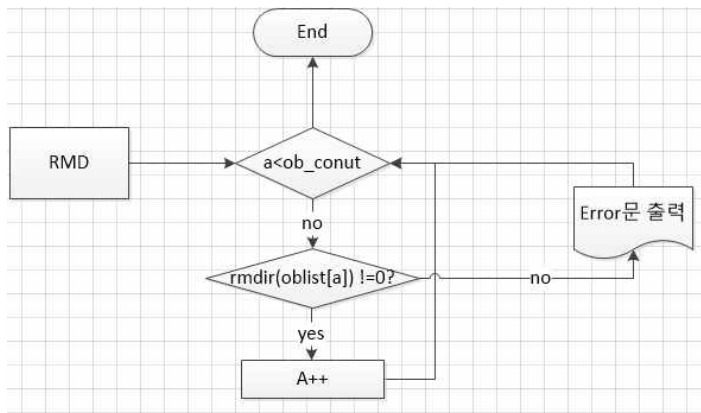 End
RMD
a<ob_conut
Error문 출력
no
rmdir(oblist[a]) !=0?
no
yes
A++